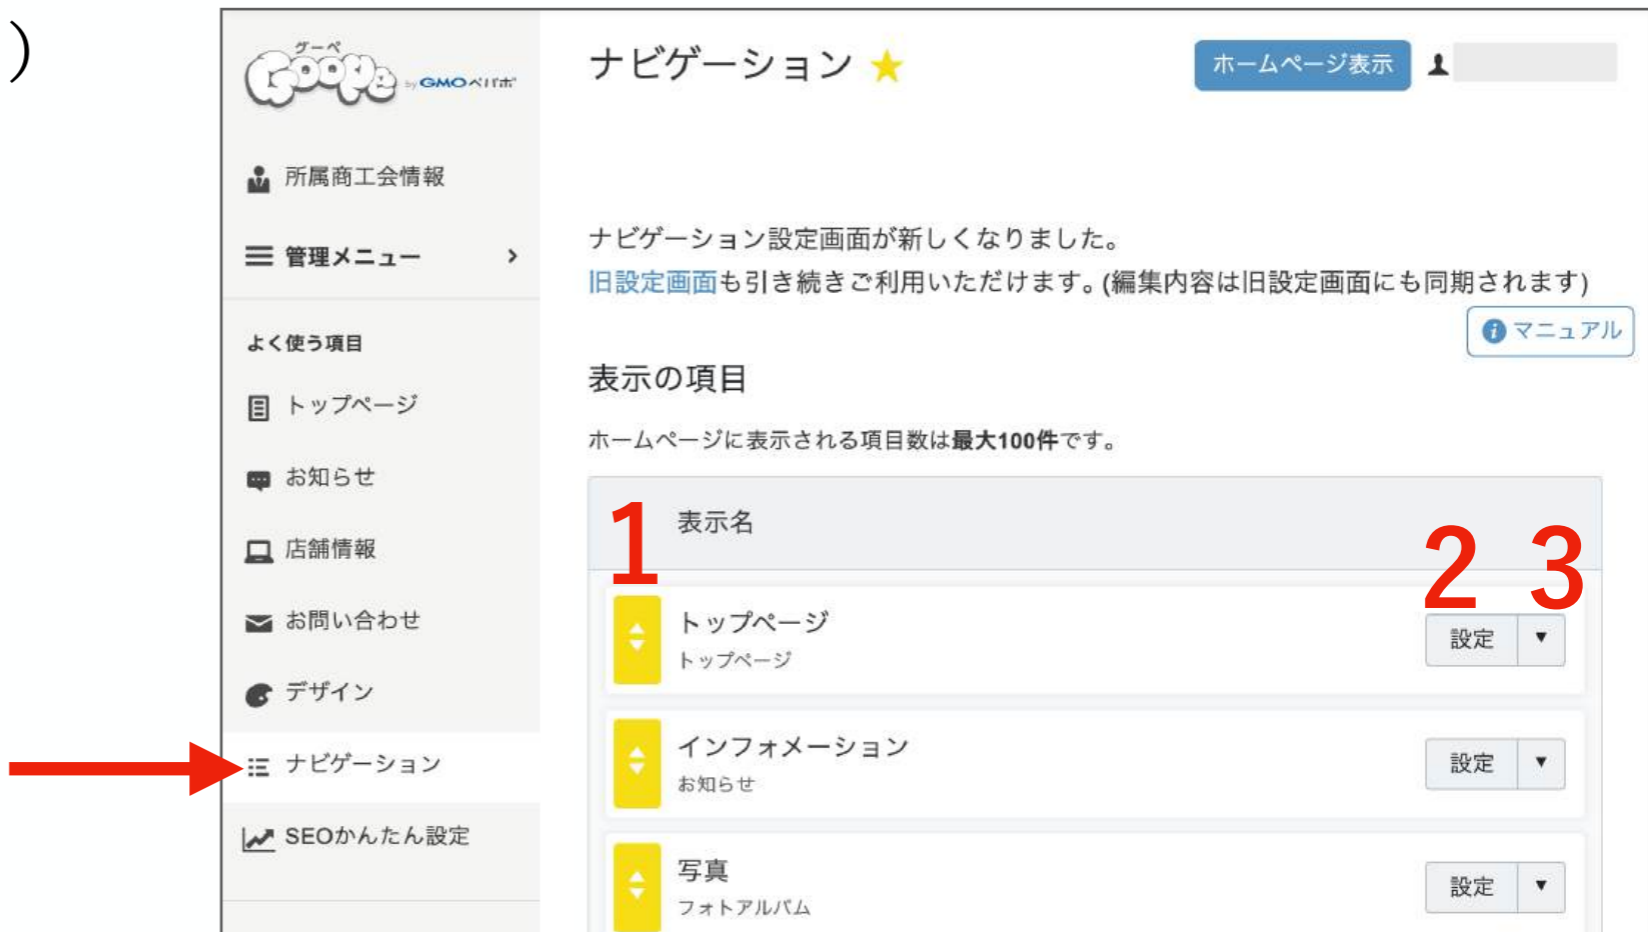 )
グーペ
Goope by GMOペパボ
所属商工会情報
管理メニュー
よく使う項目
トップページ
お知らせ
店舗情報
お問い合わせ
デザイン
ナビゲーション
SEOかんたん設定
ナビゲーション
ホームページ表示
ナビゲーション設定画面が新しくなりました。
旧設定画面も引き続きご利用いただけます。(編集内容は旧設定画面にも同期されます)
マニュアル
表示の項目
ホームページに表示される項目数は最大100件です。
表示名
1 2 3
トップページ
トップページ
設定 ▼
インフォメーション
お知らせ
設定 ▼
写真
フォトアルバム
設定 ▼